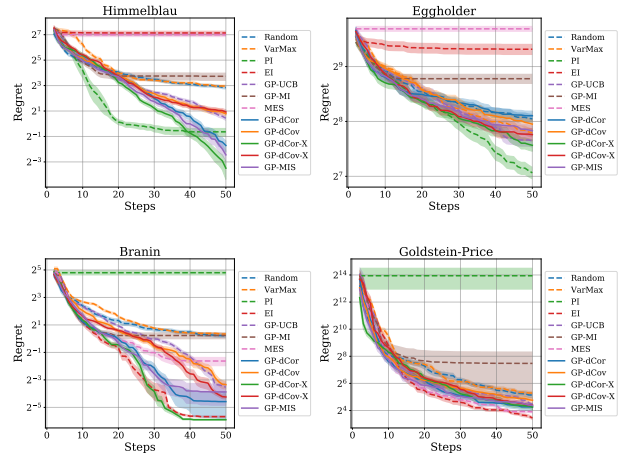 Himmelblau
Regret
2^7
2^5
2^3
2^1
2^-1
2^-3
0 10 20 30 40 50
Steps
Random
VarMax
PI
EI
GP-UCB
GP-MI
MES
GP-dCor
GP-dCov
GP-dCor-X
GP-dCov-X
GP-MIS
Eggholder
Regret
2^9
2^8
2^7
0 10 20 30 40 50
Steps
Random
VarMax
PI
EI
GP-UCB
GP-MI
MES
GP-dCor
GP-dCov
GP-dCor-X
GP-dCov-X
GP-MIS
Branin
Regret
2^5
2^3
2^1
2^-1
2^-3
2^-5
0 10 20 30 40 50
Steps
Random
VarMax
PI
EI
GP-UCB
GP-MI
MES
GP-dCor
GP-dCov
GP-dCor-X
GP-dCov-X
GP-MIS
Goldstein-Price
Regret
2^14
2^12
2^10
2^8
2^6
2^4
0 10 20 30 40 50
Steps
Random
VarMax
PI
EI
GP-UCB
GP-MI
MES
GP-dCor
GP-dCov
GP-dCor-X
GP-dCov-X
GP-MIS